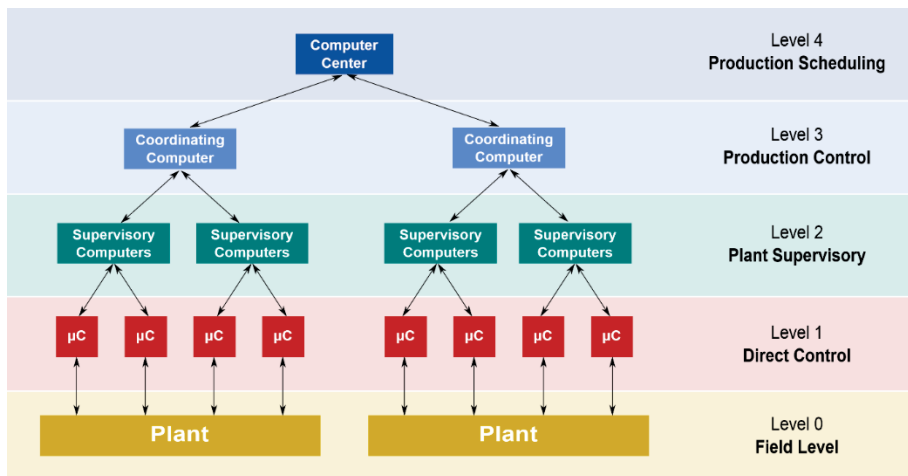 Computer
Center
Level 4
Production Scheduling
Coordinating
Computer
Coordinating
Computer
Level 3
Production Control
Supervisory
Computers
Supervisory
Computers
Supervisory
Computers
Supervisory
Computers
Level 2
Plant Supervisory
µC
µC
µC
µC
µC
µC
µC
µC
Level 1
Direct Control
Plant
Plant
Level 0
Field Level